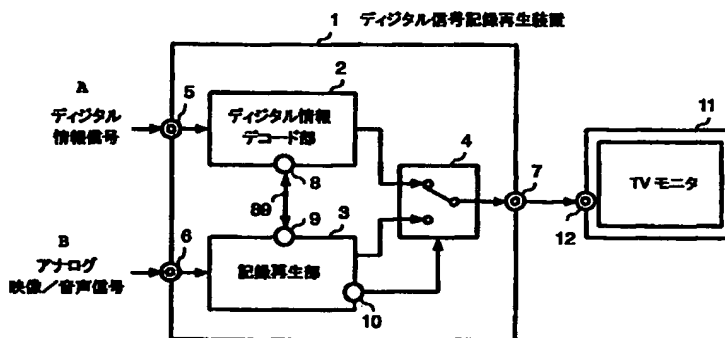 1 ディジタル信号記録再生装置
A
ディジタル
情報信号
5
2
ディジタル情報
デコード部
8
89
9
4
7
11
TV モニタ
12
B
アナログ
映像/音声信号
6
3
記録再生部
10